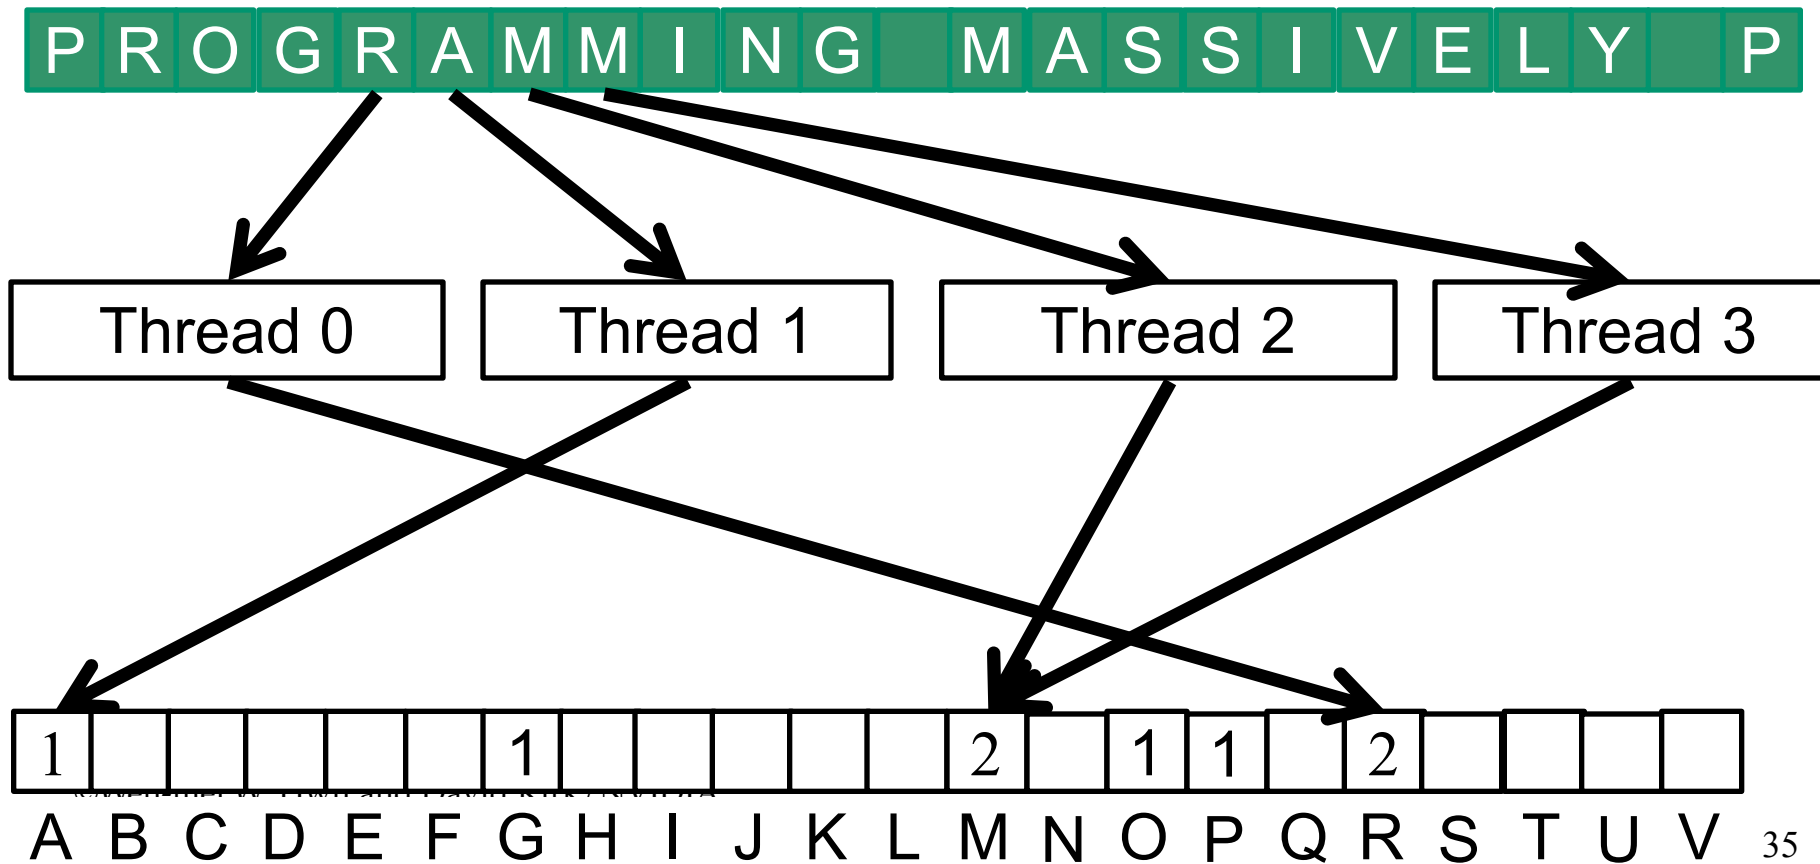 P R O G R A M M I N G M A S S I V E L Y P
Thread 0 Thread 1 Thread 2 Thread 3
1 1 2 1 1 2
A B C D E F G H I J K L M N O P Q R S T U V 35